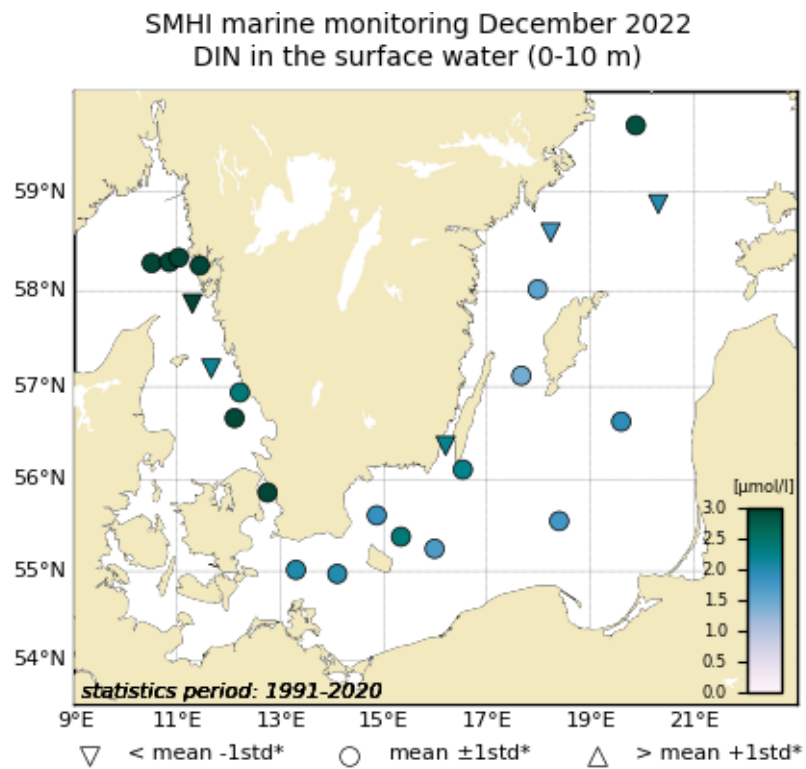 SMHI marine monitoring December 2022
DIN in the surface water (0-10 m)
59°N
58°N
57°N
56°N
55°N
54°N
[µmol/l]
3.0
2.5
2.0
1.5
1.0
0.5
0.0
statistics period: 1991-2020
9°E 11°E 13°E 15°E 17°E 19°E 21°E
< mean -1std* mean ±1std* > mean +1std*